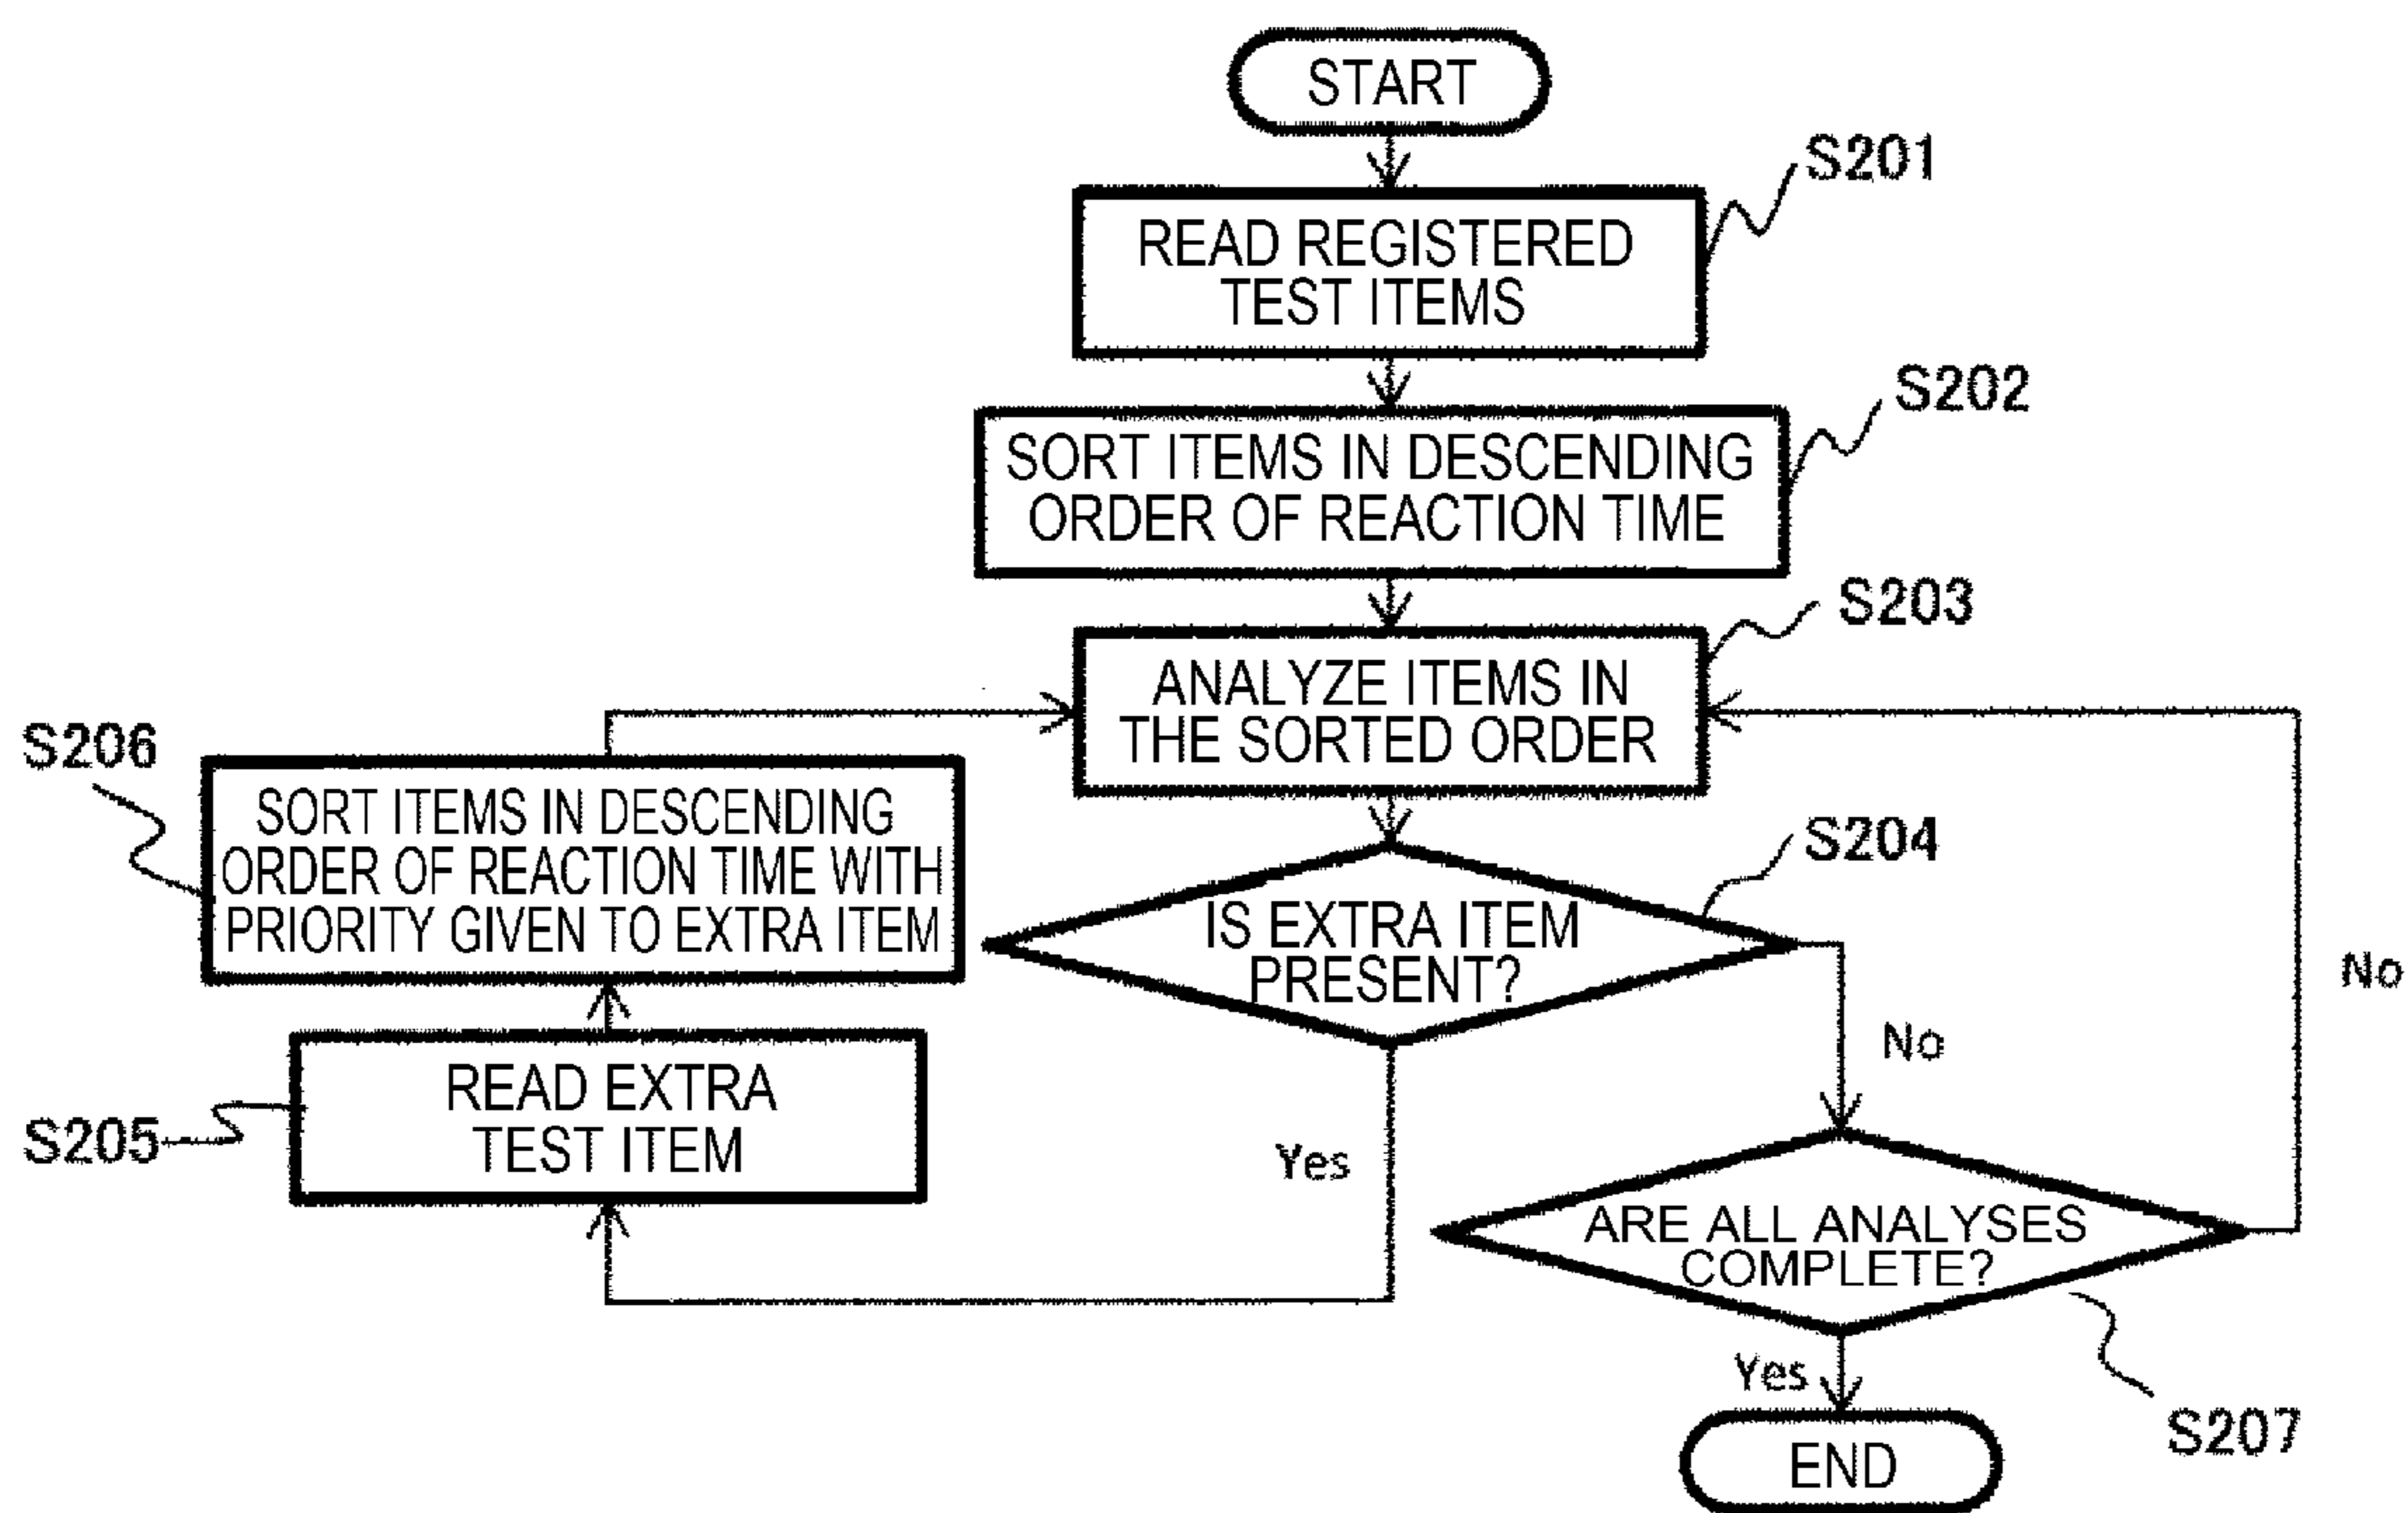 START
S201
READ REGISTERED
TEST ITEMS
S202
SORT ITEMS IN DESCENDING
ORDER OF REACTION TIME
S203
ANALYZE ITEMS IN
THE SORTED ORDER
S206
SORT ITEMS IN DESCENDING
ORDER OF REACTION TIME WITH
PRIORITY GIVEN TO EXTRA ITEM
S204
IS EXTRA ITEM
PRESENT?
No
No
S205
READ EXTRA
TEST ITEM
Yes
ARE ALL ANALYSES
COMPLETE?
Yes
S207
END